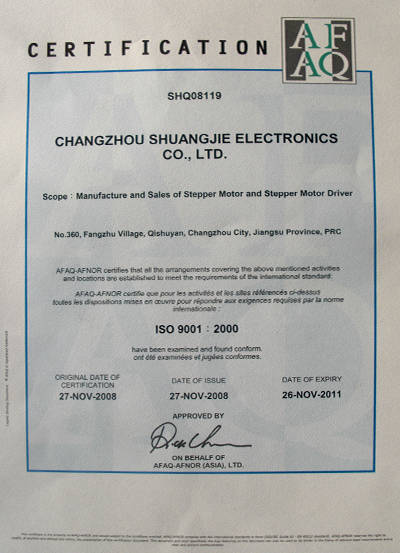 CERTIFICATION
AF
AQ
SHQ08119
CHANGZHOU SHUANGJIE ELECTRONICS
CO., LTD.
Scope : Manufacture and Sales of Stepper Motor and Stepper Motor Driver
No.360, Fangzhu Village, Qishuyan, Changzhou City, Jiangsu Province, PRC
AFAQ-AFNOR certifies that all the arrangements covering the above mentioned activities
and locations are established to meet the requirements of the international standard:
AFAQ-AFNOR certifie que pour les activités et les sites référencés ci-dessus
toutes les dispositions mises en œuvre pour répondre aux exigences requises par la norme
internationale :
ISO 9001 : 2000
have been examined and found conform.
ont été examinées et jugées conformes.
ORIGINAL DATE OF
CERTIFICATION
27-NOV-2008
DATE OF ISSUE
27-NOV-2008
DATE OF EXPIRY
26-NOV-2011
APPROVED BY
ON BEHALF OF
AFAQ-AFNOR (ASIA), LTD.